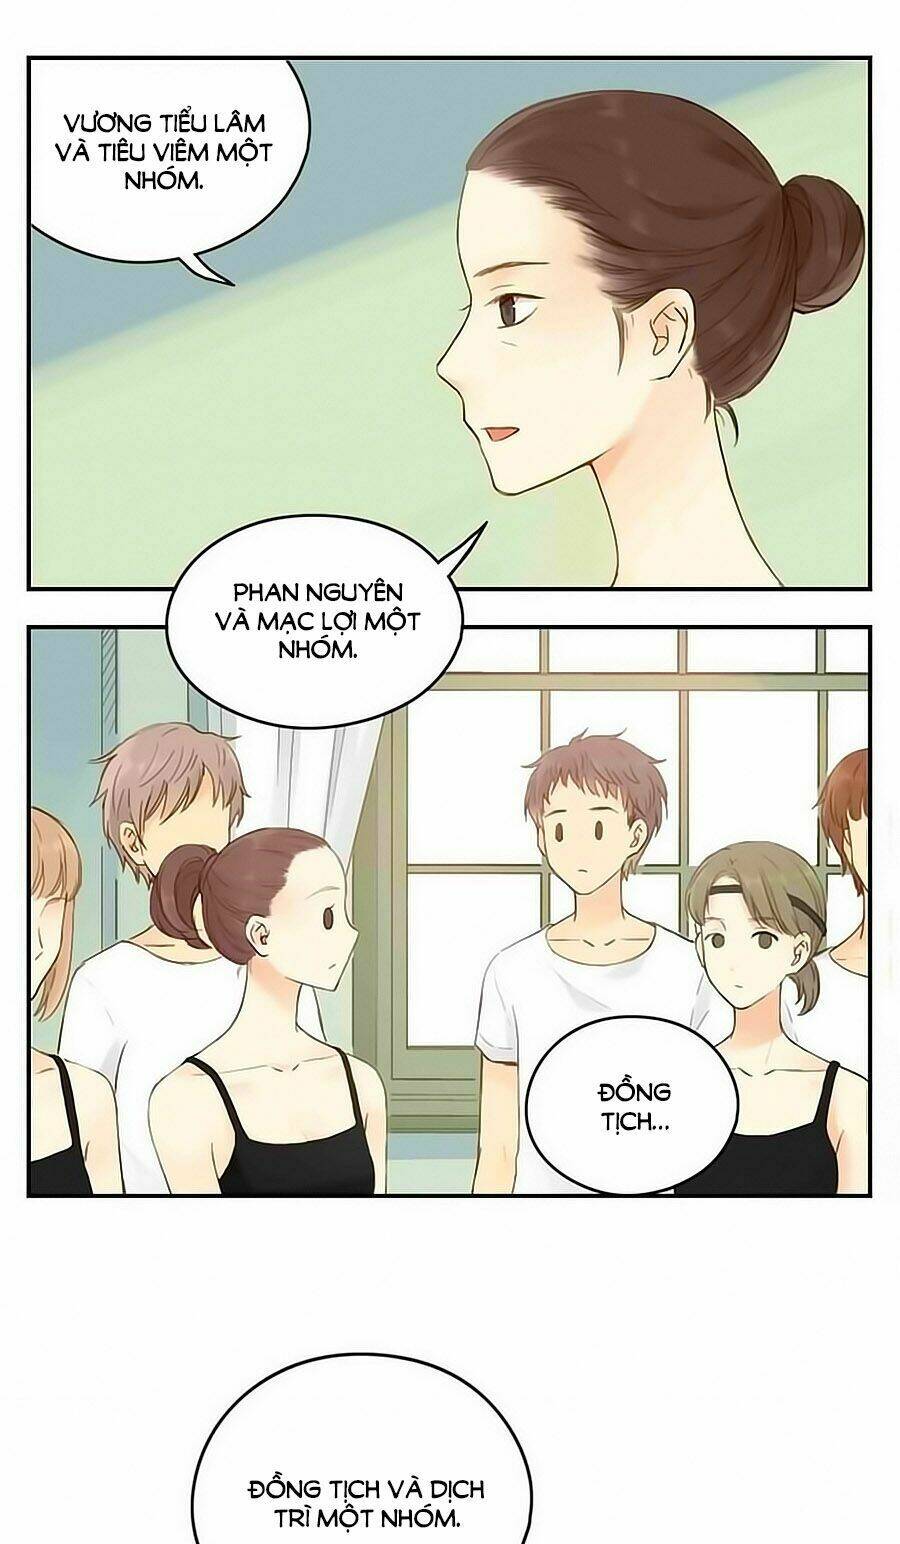 VƯƠNG TIỂU LÂM
VÀ TIÊU VIÊM MỘT
NHÓM.
PHAN NGUYÊN
VÀ MẠC LỢI MỘT
NHÓM.
ĐỒNG
TỊCH...
ĐỒNG TỊCH VÀ DỊCH
TRÌ MỘT NHÓM.